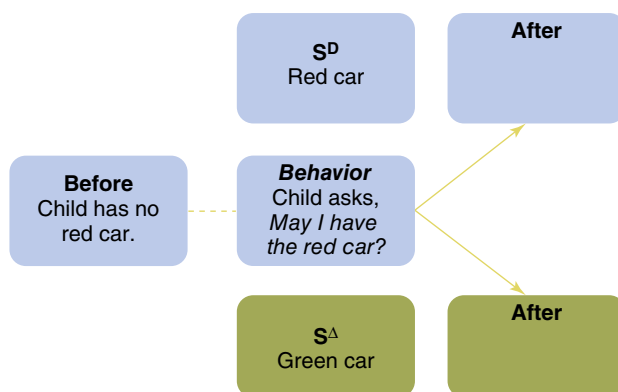 S^D
Red car
After
Before
Child has no
red car.
Behavior
Child asks,
May I have
the red car?
S^Δ
Green car
After